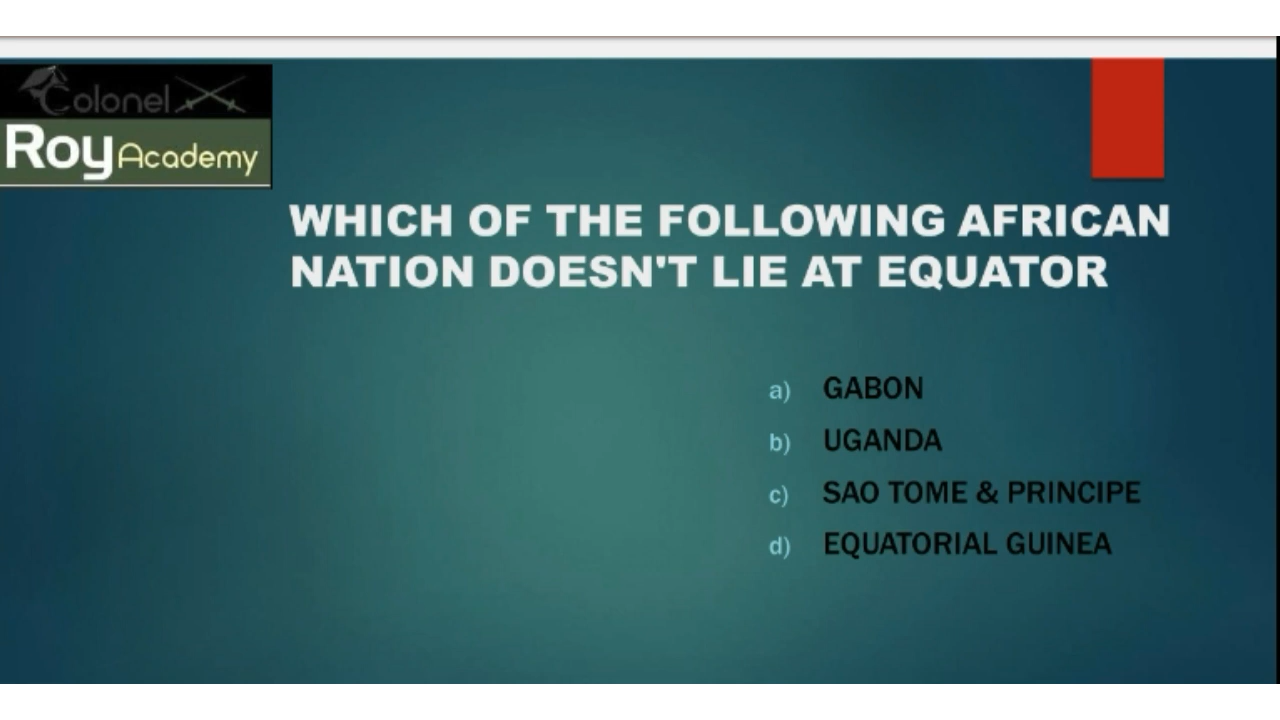 Colonel
Roy Academy
WHICH OF THE FOLLOWING AFRICAN
NATION DOESN'T LIE AT EQUATOR
a) GABON
b) UGANDA
c) SAO TOME & PRINCIPE
d) EQUATORIAL GUINEA